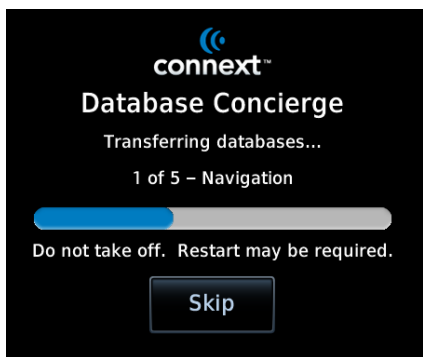 connext™
Database Concierge
Transferring databases...
1 of 5 – Navigation
Do not take off. Restart may be required.
Skip